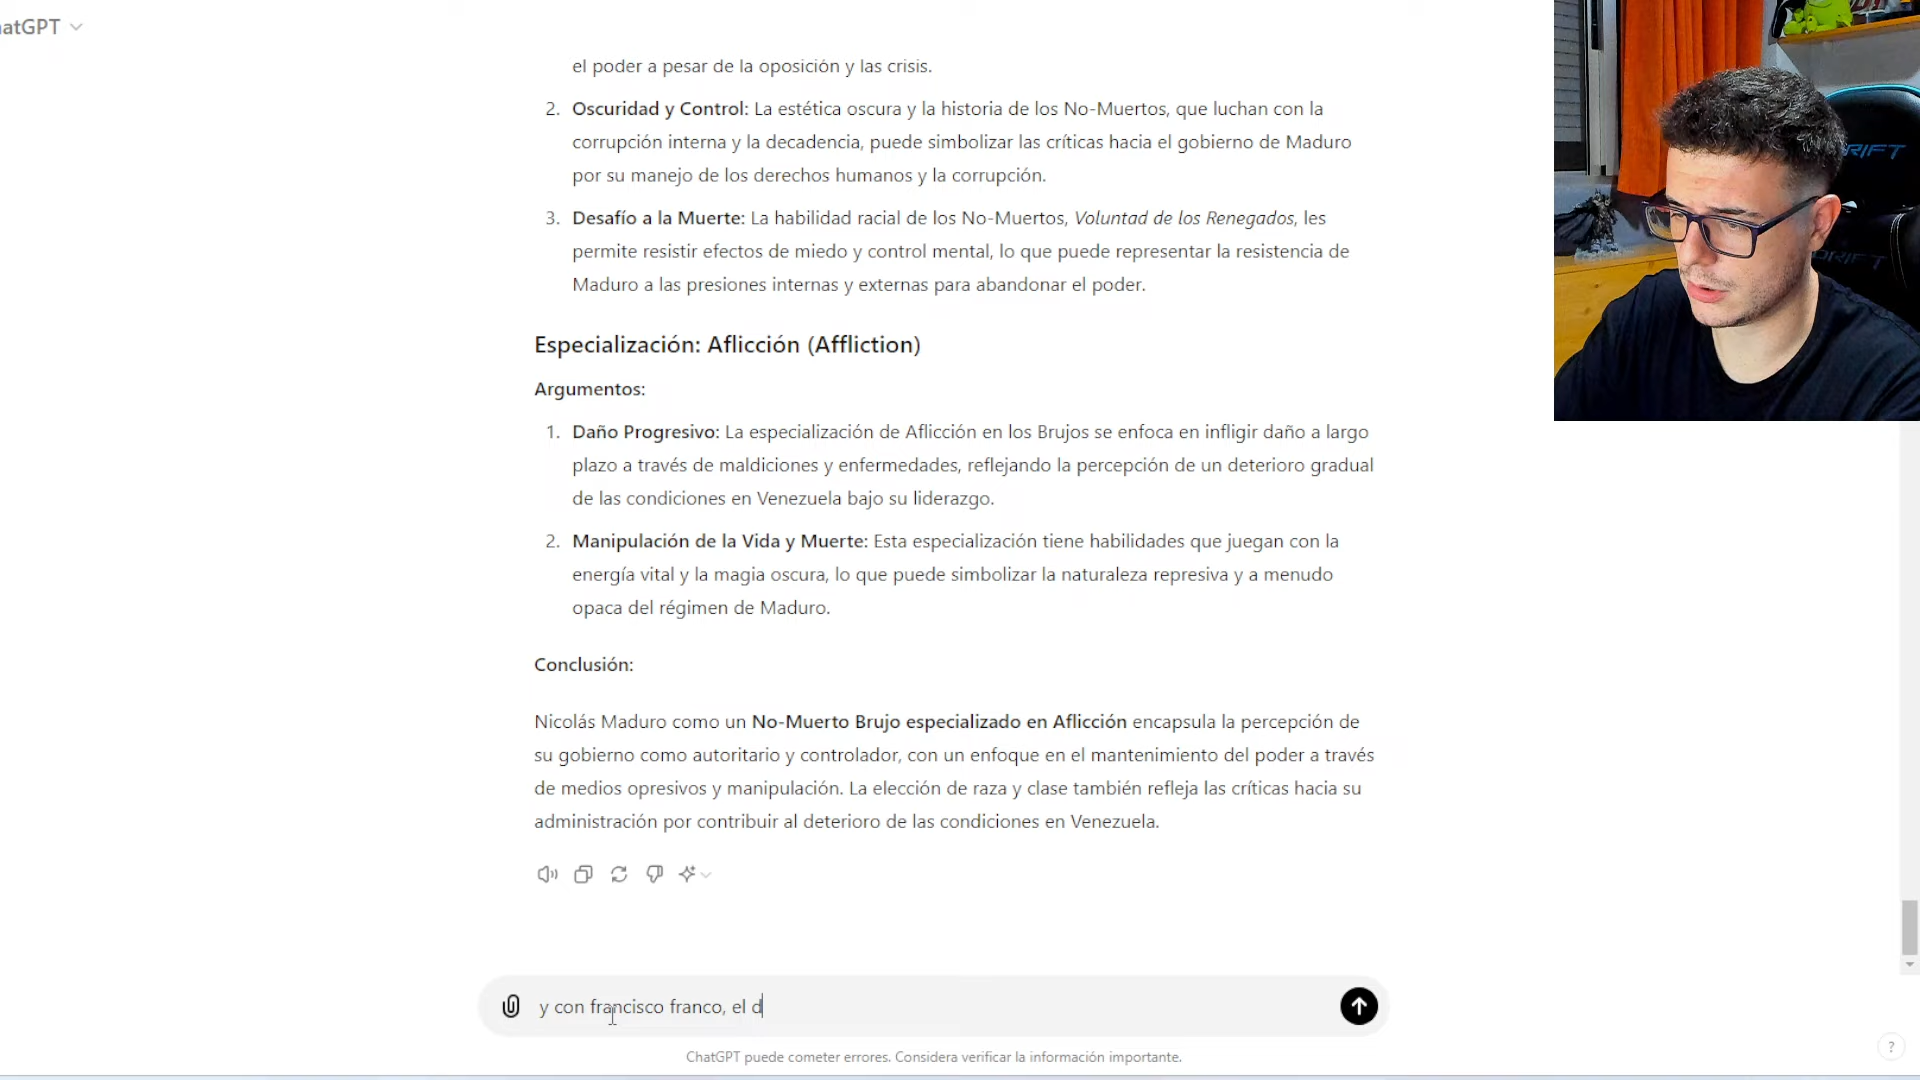 atGPT
el poder a pesar de la oposición y las crisis.
2. Oscuridad y Control: La estética oscura y la historia de los No-Muertos, que luchan con la
corrupción interna y la decadencia, puede simbolizar las críticas hacia el gobierno de Maduro
por su manejo de los derechos humanos y la corrupción.
3. Desafío a la Muerte: La habilidad racial de los No-Muertos, Voluntad de los Renegados, les
permite resistir efectos de miedo y control mental, lo que puede representar la resistencia de
Maduro a las presiones internas y externas para abandonar el poder.
Especialización: Aflicción (Affliction)
Argumentos:
1. Daño Progresivo: La especialización de Aflicción en los Brujos se enfoca en infligir daño a largo
plazo a través de maldiciones y enfermedades, reflejando la percepción de un deterioro gradual
de las condiciones en Venezuela bajo su liderazgo.
2. Manipulación de la Vida y Muerte: Esta especialización tiene habilidades que juegan con la
energía vital y la magia oscura, lo que puede simbolizar la naturaleza represiva y a menudo
opaca del régimen de Maduro.
Conclusión:
Nicolás Maduro como un No-Muerto Brujo especializado en Aflicción encapsula la percepción de
su gobierno como autoritario y controlador, con un enfoque en el mantenimiento del poder a través
de medios opresivos y manipulación. La elección de raza y clase también refleja las críticas hacia su
administración por contribuir al deterioro de las condiciones en Venezuela.
y con francisco franco, el d
ChatGPT puede cometer errores. Considera verificar la información importante.
?
RIFT
DRIFT